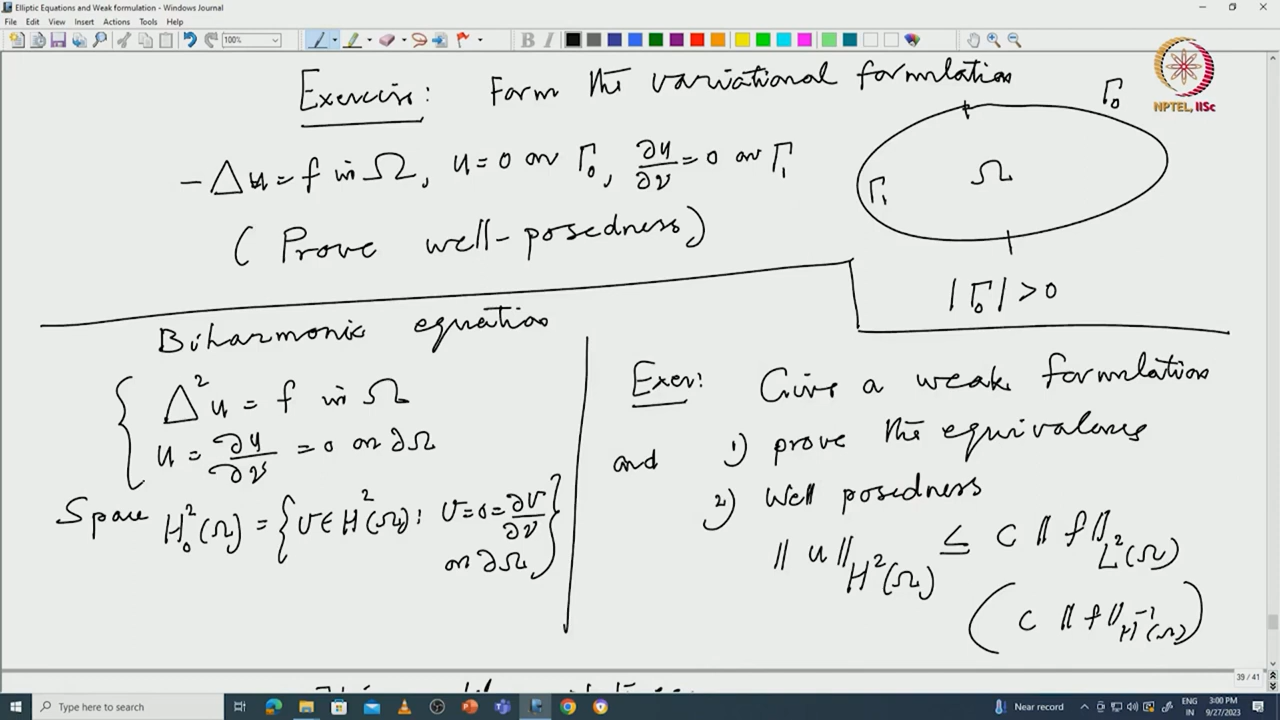 Elliptic Equations and Weak formulation - Windows Journal
File Edit View Insert Actions Tools Help
100%
NPTEL, IISc
Exercise: Form the variational formulation
-Δu = f in Ω, u = 0 on Γ₀, ∂u/∂ν = 0 on Γ₁
(Prove well-posedness)
Γ₀
Ω
Γ₁
|Γ₀| > 0
Biharmonic equation
Δ²u = f in Ω
u = ∂u/∂ν = 0 on ∂Ω
Space H₀²(Ω) = {v ∈ H²(Ω): v = 0 = ∂v/∂ν
on ∂Ω}
Exer: Give a weak formulation
and 1) prove the equivalence
2) Well posedness
‖u‖H²(Ω) ≤ C ‖f‖L²(Ω)
(C ‖f‖H⁻¹(Ω))
39 / 41
Type here to search
Near record
ENG
IN
3:00 PM
9/27/2023